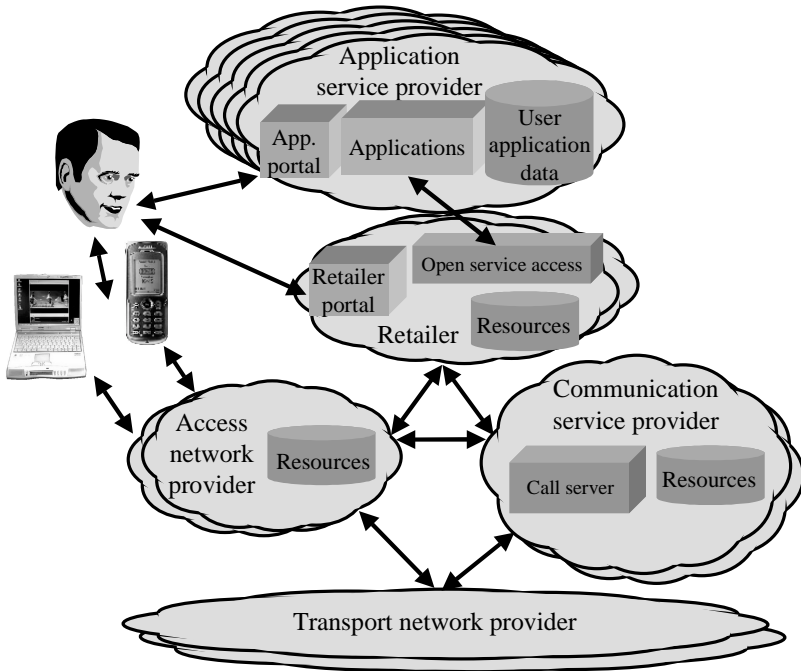 Application
service provider
App.
portal
Applications
User
application
data
Retailer
portal
Open service access
Resources
Retailer
Access
network
provider
Resources
Communication
service provider
Call server
Resources
Transport network provider